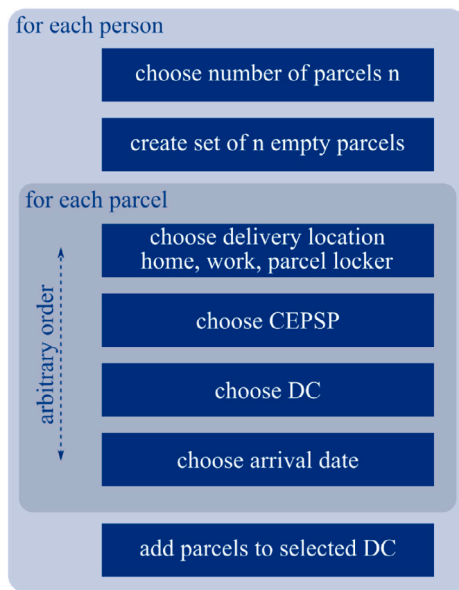 for each person
choose number of parcels n
create set of n empty parcels
for each parcel
choose delivery location
home, work, parcel locker
arbitrary order
choose CEPSP
choose DC
choose arrival date
add parcels to selected DC